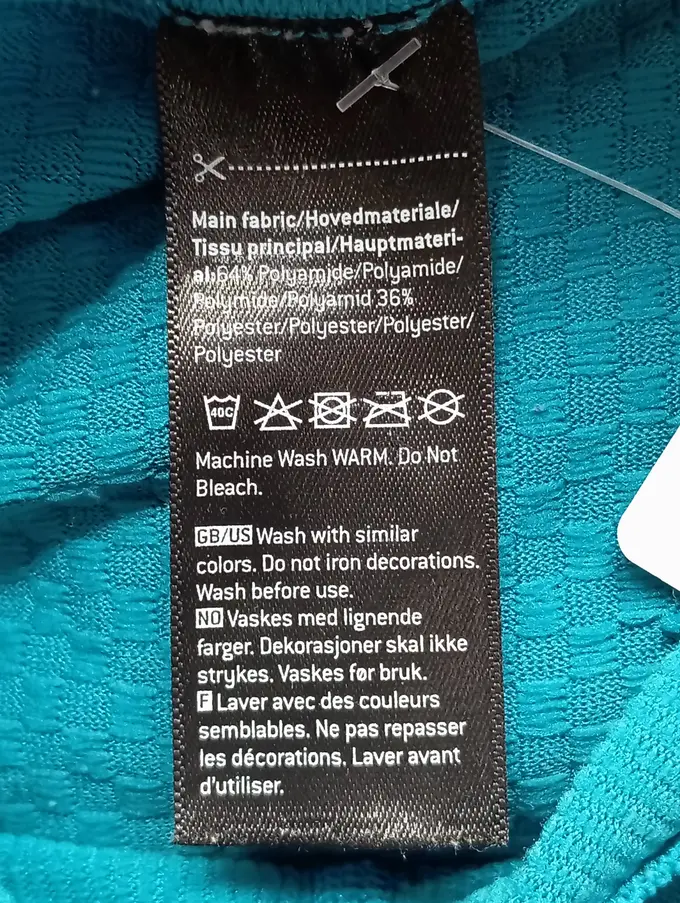 Main fabric/Hovedmateriale/
Tissu principal/Hauptmateri-
al:64% Polyamide/Polyamide/
Polymide/Polyamid 36%
Polyester/Polyester/Polyester/
Polyester
40C
Machine Wash WARM. Do Not
Bleach.
GB/US Wash with similar
colors. Do not iron decorations.
Wash before use.
NO Vaskes med lignende
farger. Dekorasjoner skal ikke
strykes. Vaskes før bruk.
F Laver avec des couleurs
semblables. Ne pas repasser
les décorations. Laver avant
d'utiliser.